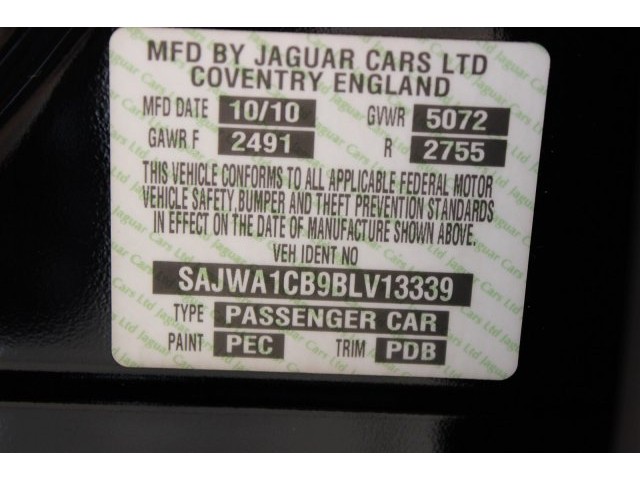 MFD BY JAGUAR CARS LTD
COVENTRY ENGLAND
MFD DATE 10/10 GVWR 5072
GAWR F 2491 R 2755
THIS VEHICLE CONFORMS TO ALL APPLICABLE FEDERAL MOTOR
VEHICLE SAFETY, BUMPER AND THEFT PREVENTION STANDARDS
IN EFFECT ON THE DATE OF MANUFACTURE SHOWN ABOVE.
VEH IDENT NO
SAJWA1CB9BLV13339
TYPE PASSENGER CAR
PAINT PEC TRIM PDB